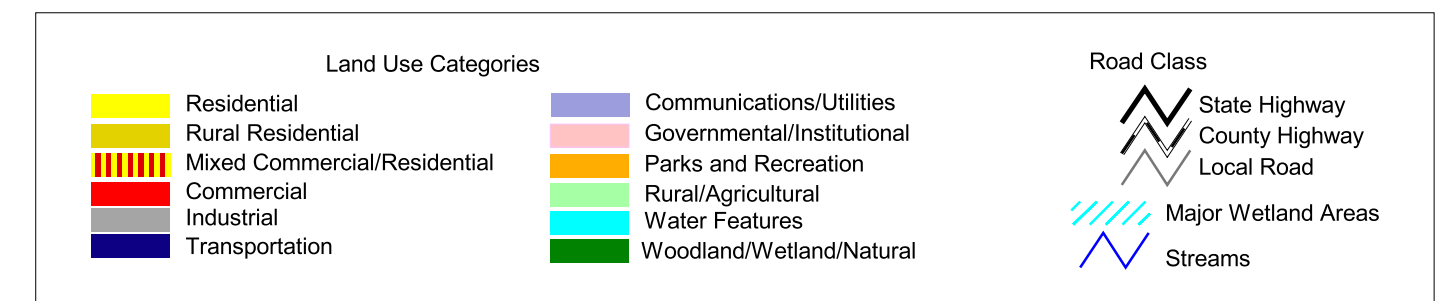 Land Use Categories
Residential
Rural Residential
Mixed Commercial/Residential
Commercial
Industrial
Transportation
Communications/Utilities
Governmental/Institutional
Parks and Recreation
Rural/Agricultural
Water Features
Woodland/Wetland/Natural
Road Class
State Highway
County Highway
Local Road
Major Wetland Areas
Streams